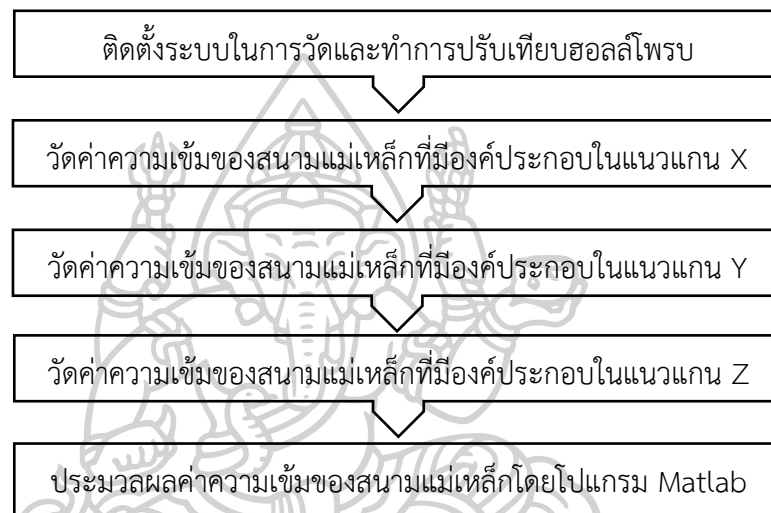 ติดตั้งระบบในการวัดและทำการปรับเทียบฮอลล์โพรบ
วัดค่าความเข้มของสนามแม่เหล็กที่มีองค์ประกอบในแนวแกน X
วัดค่าความเข้มของสนามแม่เหล็กที่มีองค์ประกอบในแนวแกน Y
วัดค่าความเข้มของสนามแม่เหล็กที่มีองค์ประกอบในแนวแกน Z
ประมวลผลค่าความเข้มของสนามแม่เหล็กโดยโปแกรม Matlab